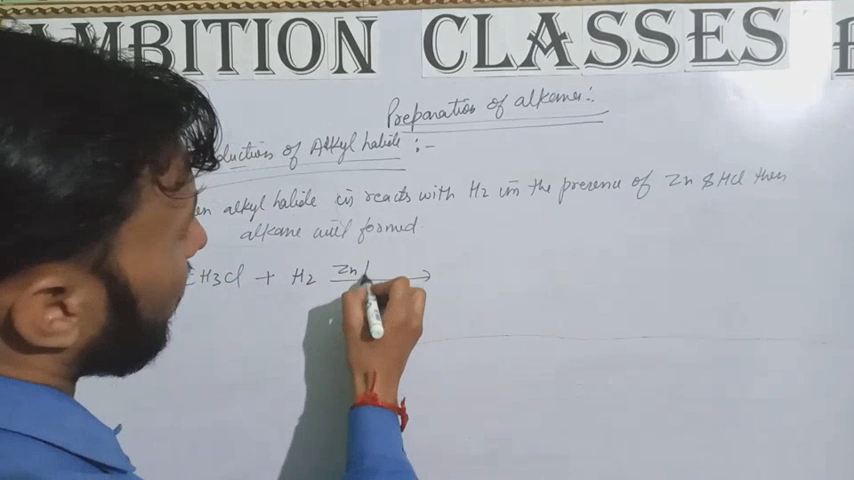 AMBITION CLASSES
Preparation of alkanes:-
duction of Alkyl halide :-
en alkyl halide is reacts with H2 in the presence of Zn & HCl then
alkane will formed
CH3Cl + H2 Zn/